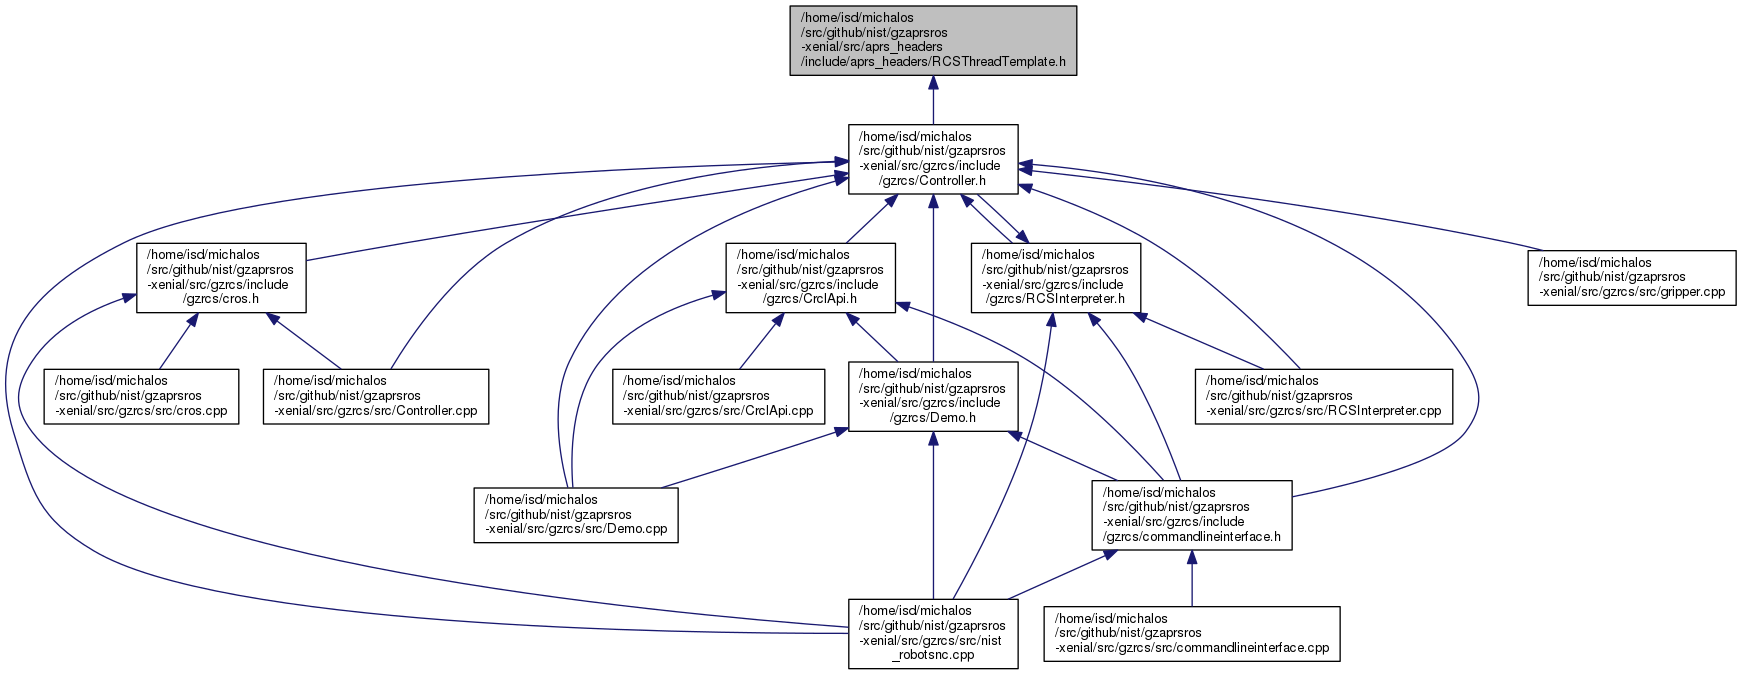 /home/isd/michalos
/src/github/nist/gzaprsros
-xenial/src/aprs_headers
/include/aprs_headers/RCSThreadTemplate.h
/home/isd/michalos
/src/github/nist/gzaprsros
-xenial/src/gzrcs/include
/gzrcs/Controller.h
/home/isd/michalos
/src/github/nist/gzaprsros
-xenial/src/gzrcs/include
/gzrcs/cros.h
/home/isd/michalos
/src/github/nist/gzaprsros
-xenial/src/gzrcs/include
/gzrcs/CrclApi.h
/home/isd/michalos
/src/github/nist/gzaprsros
-xenial/src/gzrcs/include
/gzrcs/RCSInterpreter.h
/home/isd/michalos
/src/github/nist/gzaprsros
-xenial/src/gzrcs/src/gripper.cpp
/home/isd/michalos
/src/github/nist/gzaprsros
-xenial/src/gzrcs/src/cros.cpp
/home/isd/michalos
/src/github/nist/gzaprsros
-xenial/src/gzrcs/src/Controller.cpp
/home/isd/michalos
/src/github/nist/gzaprsros
-xenial/src/gzrcs/src/CrclApi.cpp
/home/isd/michalos
/src/github/nist/gzaprsros
-xenial/src/gzrcs/include
/gzrcs/Demo.h
/home/isd/michalos
/src/github/nist/gzaprsros
-xenial/src/gzrcs/src/RCSInterpreter.cpp
/home/isd/michalos
/src/github/nist/gzaprsros
-xenial/src/gzrcs/src/Demo.cpp
/home/isd/michalos
/src/github/nist/gzaprsros
-xenial/src/gzrcs/include
/gzrcs/commandlineinterface.h
/home/isd/michalos
/src/github/nist/gzaprsros
-xenial/src/gzrcs/src/nist
_robotsnc.cpp
/home/isd/michalos
/src/github/nist/gzaprsros
-xenial/src/gzrcs/src/commandlineinterface.cpp